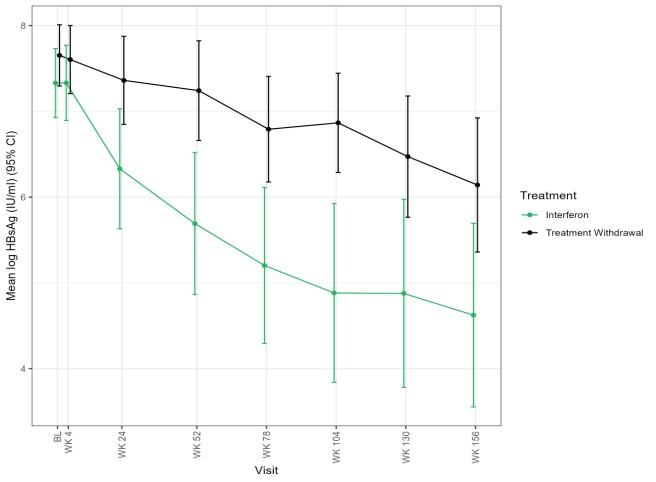 Mean log HBsAg (IU/ml) (95% CI)
8
6
4
BL
WK 4
WK 24
WK 52
WK 78
WK 104
WK 130
WK 156
Visit
Treatment
Interferon
Treatment Withdrawal